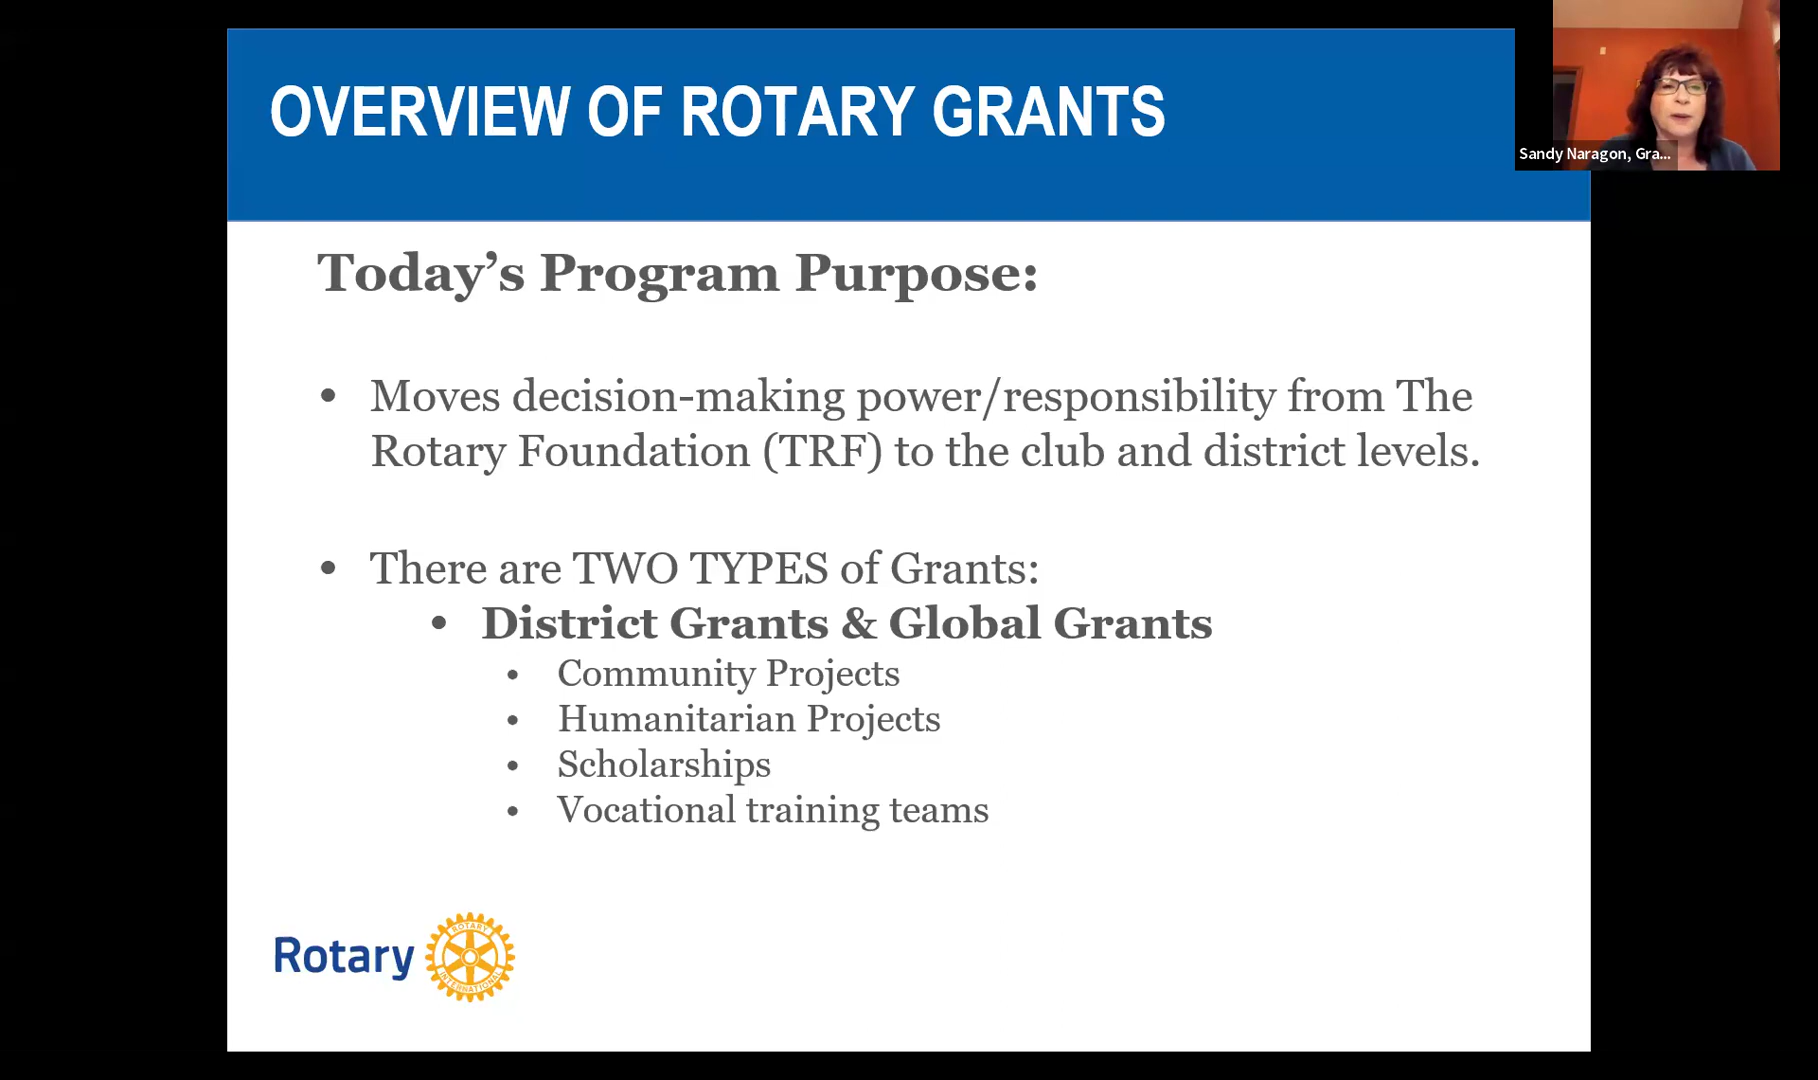 OVERVIEW OF ROTARY GRANTS
Sandy Naragon, Gra...
Today’s Program Purpose:
• Moves decision-making power/responsibility from The
Rotary Foundation (TRF) to the club and district levels.
• There are TWO TYPES of Grants:
• District Grants & Global Grants
• Community Projects
• Humanitarian Projects
• Scholarships
• Vocational training teams
Rotary
ROTARY
INTERNATIONAL